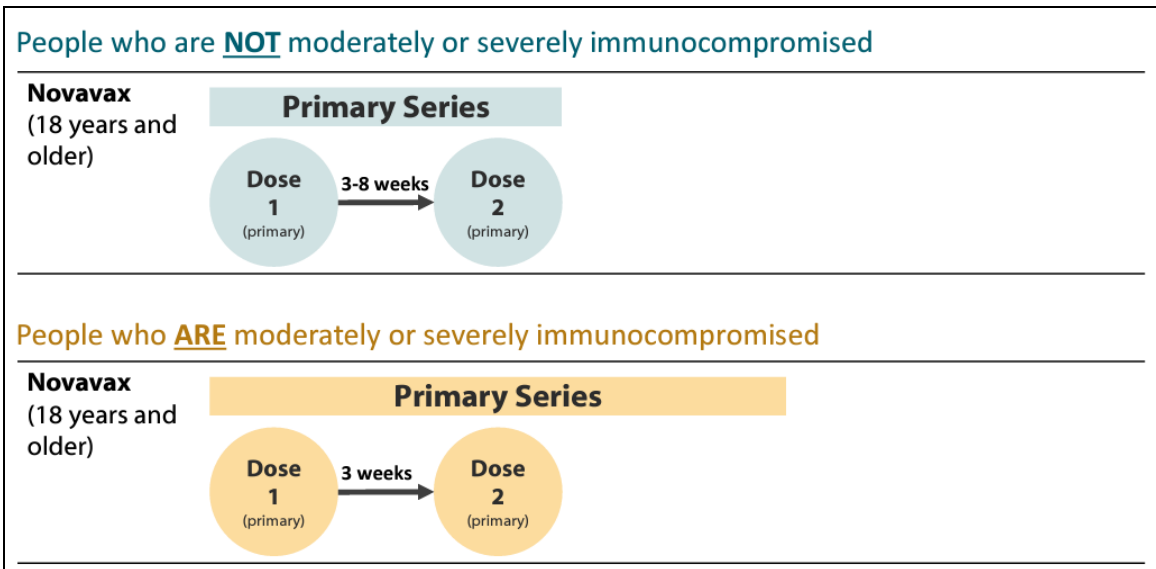 People who are NOT moderately or severely immunocompromised
Novavax
(18 years and
older)
Primary Series
Dose
1
(primary)
3-8 weeks
Dose
2
(primary)
People who ARE moderately or severely immunocompromised
Novavax
(18 years and
older)
Primary Series
Dose
1
(primary)
3 weeks
Dose
2
(primary)